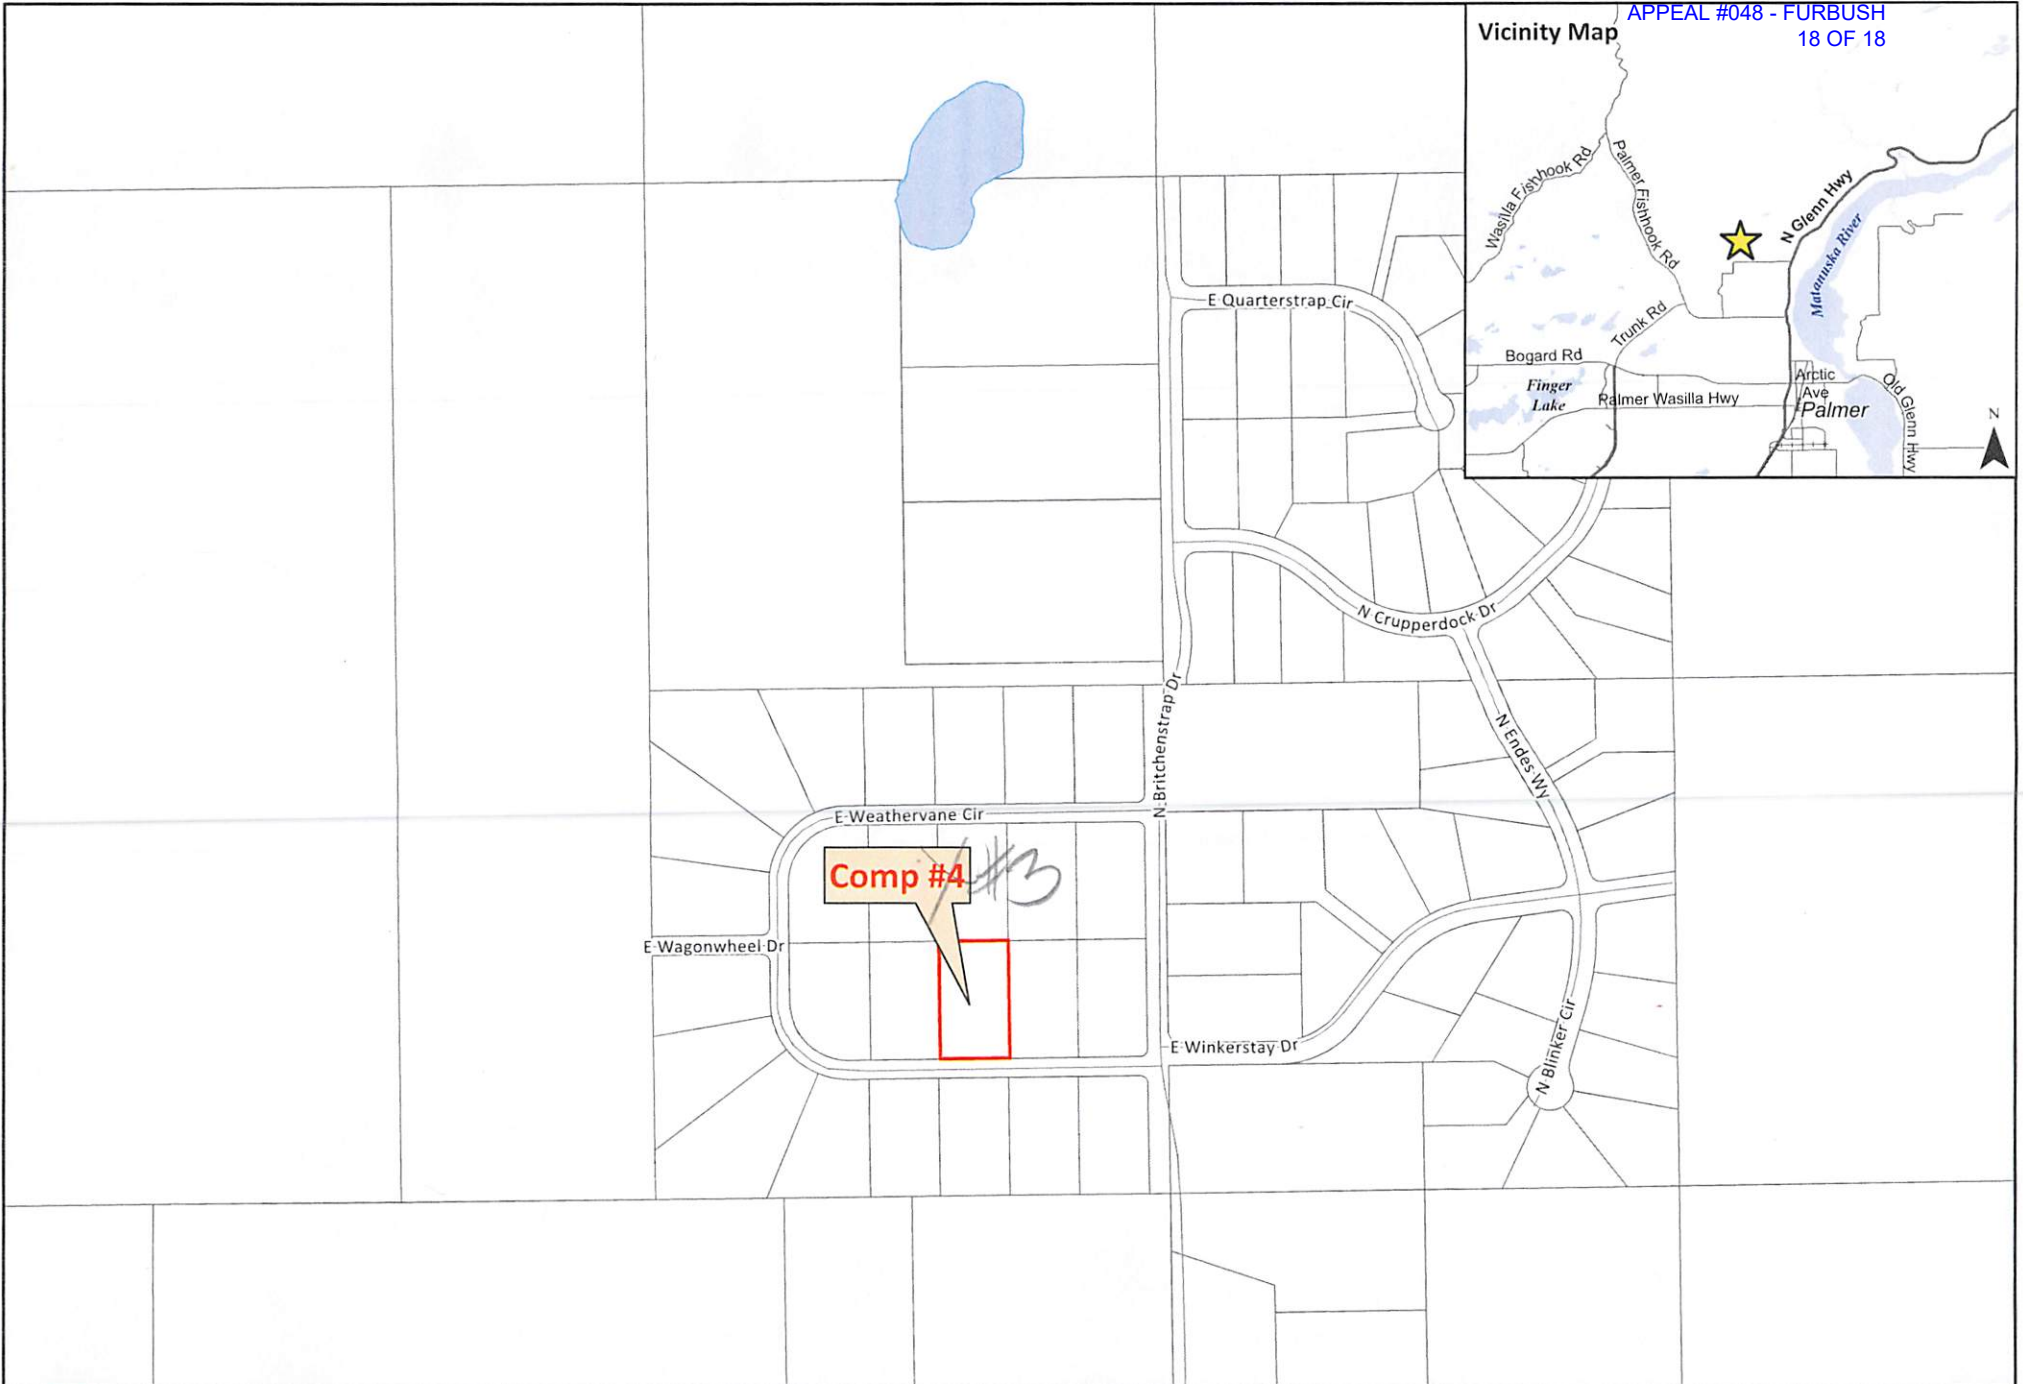 APPEAL #048 - FURBUSH
18 OF 18
Vicinity Map
Wasilla Fishhook Rd
Palmer Fishhook Rd
N Glenn Hwy
Matanuska River
Trunk Rd
Bogard Rd
Finger
Lake
Palmer Wasilla Hwy
Arctic
Ave
Palmer
Old Glenn Hwy
N
E Quarterstrap Cir
N Crupperdock Dr
N Britchenstrap Dr
N Endes Wy
E Weathervane Cir
Comp #4
#3
E Wagonwheel Dr
E Winkerstay Dr
N Blinker Cir